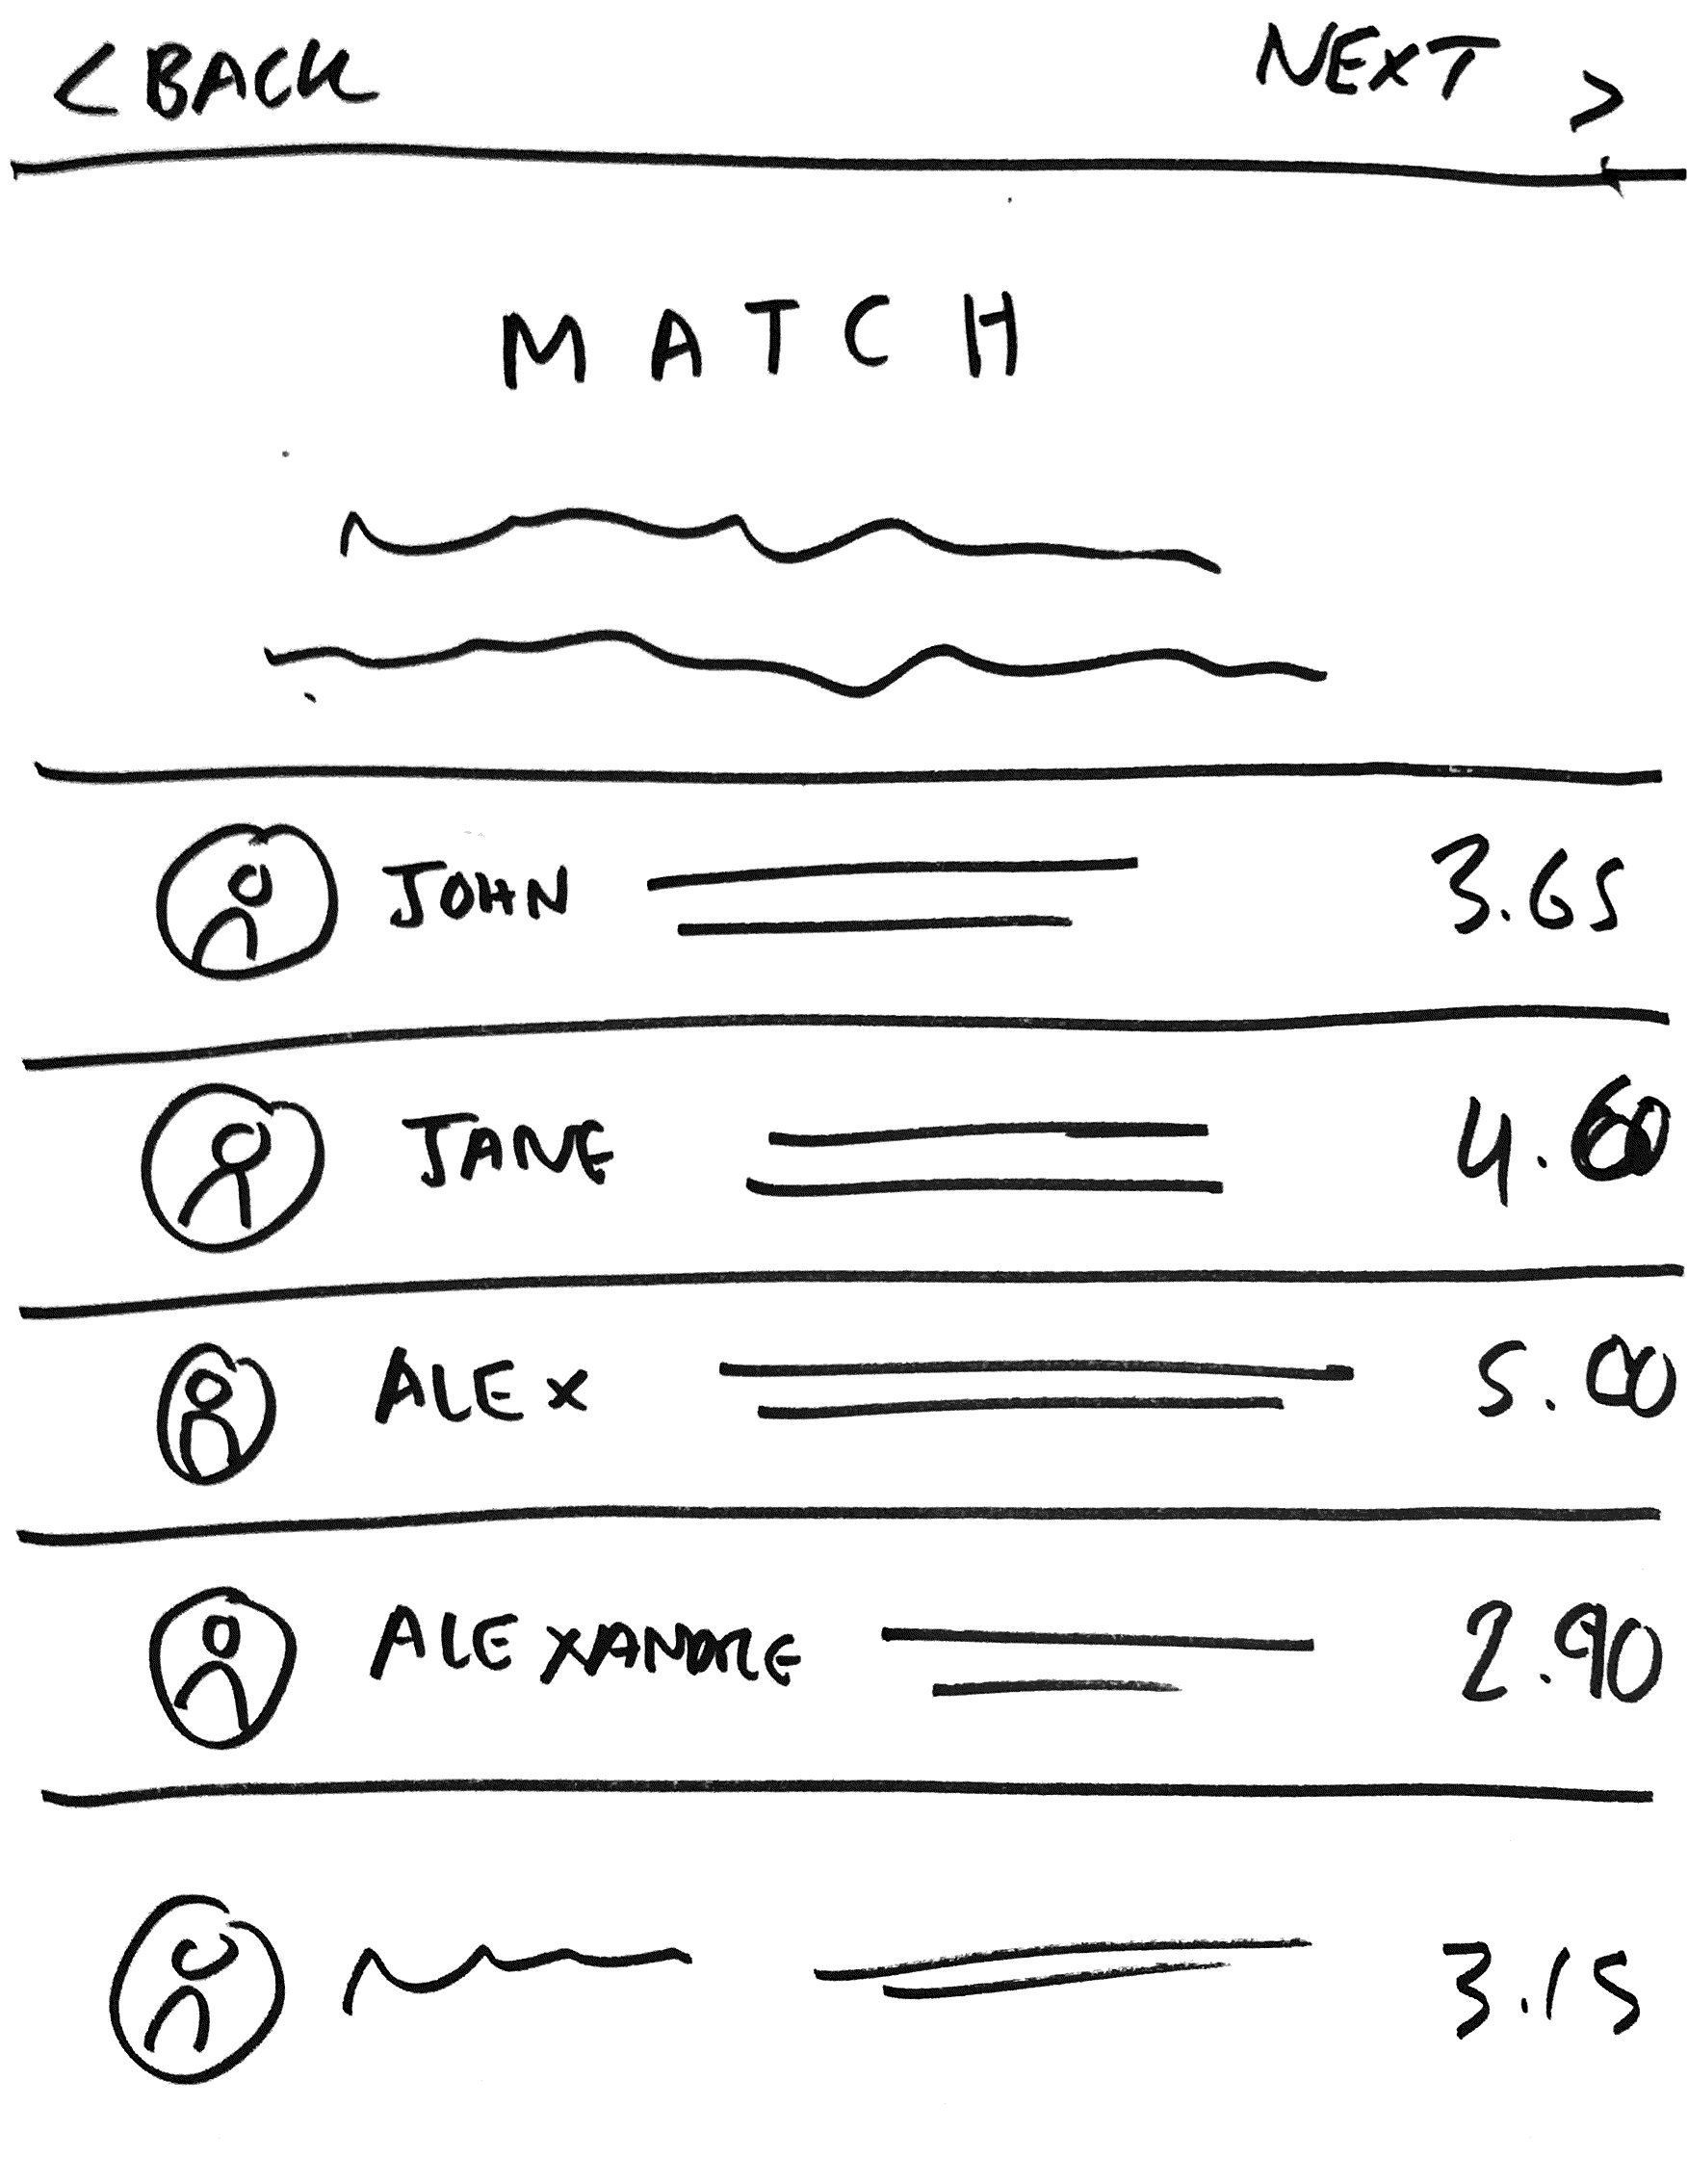 < BACK
NEXT >
MATCH
JOHN 3.65
JANE 4.60
ALEX 5.00
ALEXANDRE 2.90
3.15